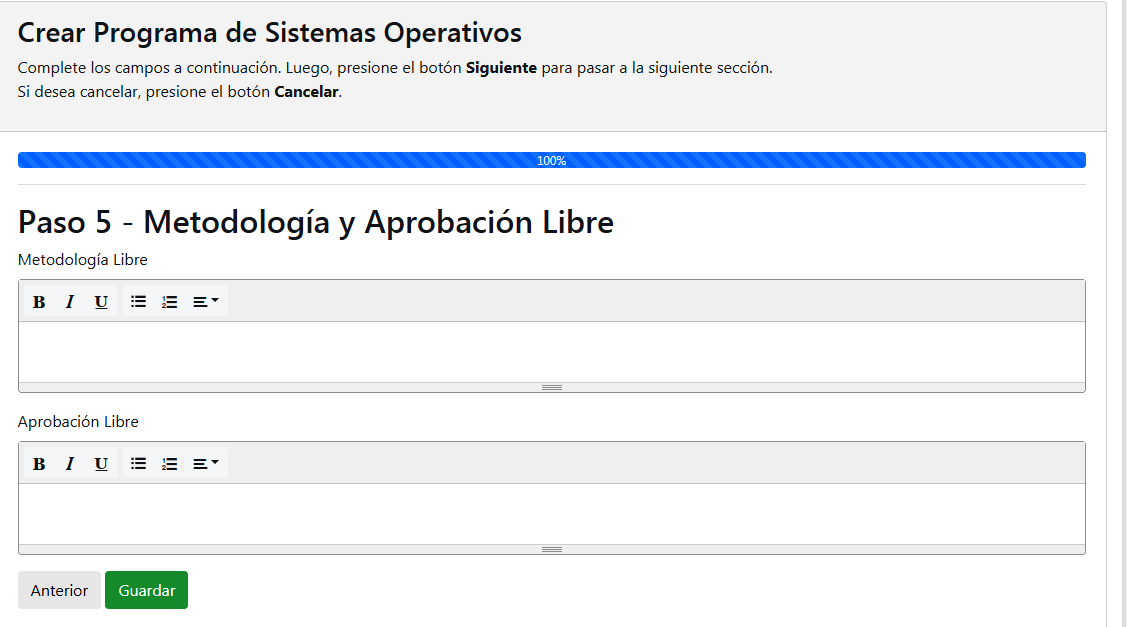 Crear Programa de Sistemas Operativos
Complete los campos a continuación. Luego, presione el botón Siguiente para pasar a la siguiente sección.
Si desea cancelar, presione el botón Cancelar.
100%
Paso 5 - Metodología y Aprobación Libre
Metodología Libre
B I U
Aprobación Libre
B I U
Anterior Guardar